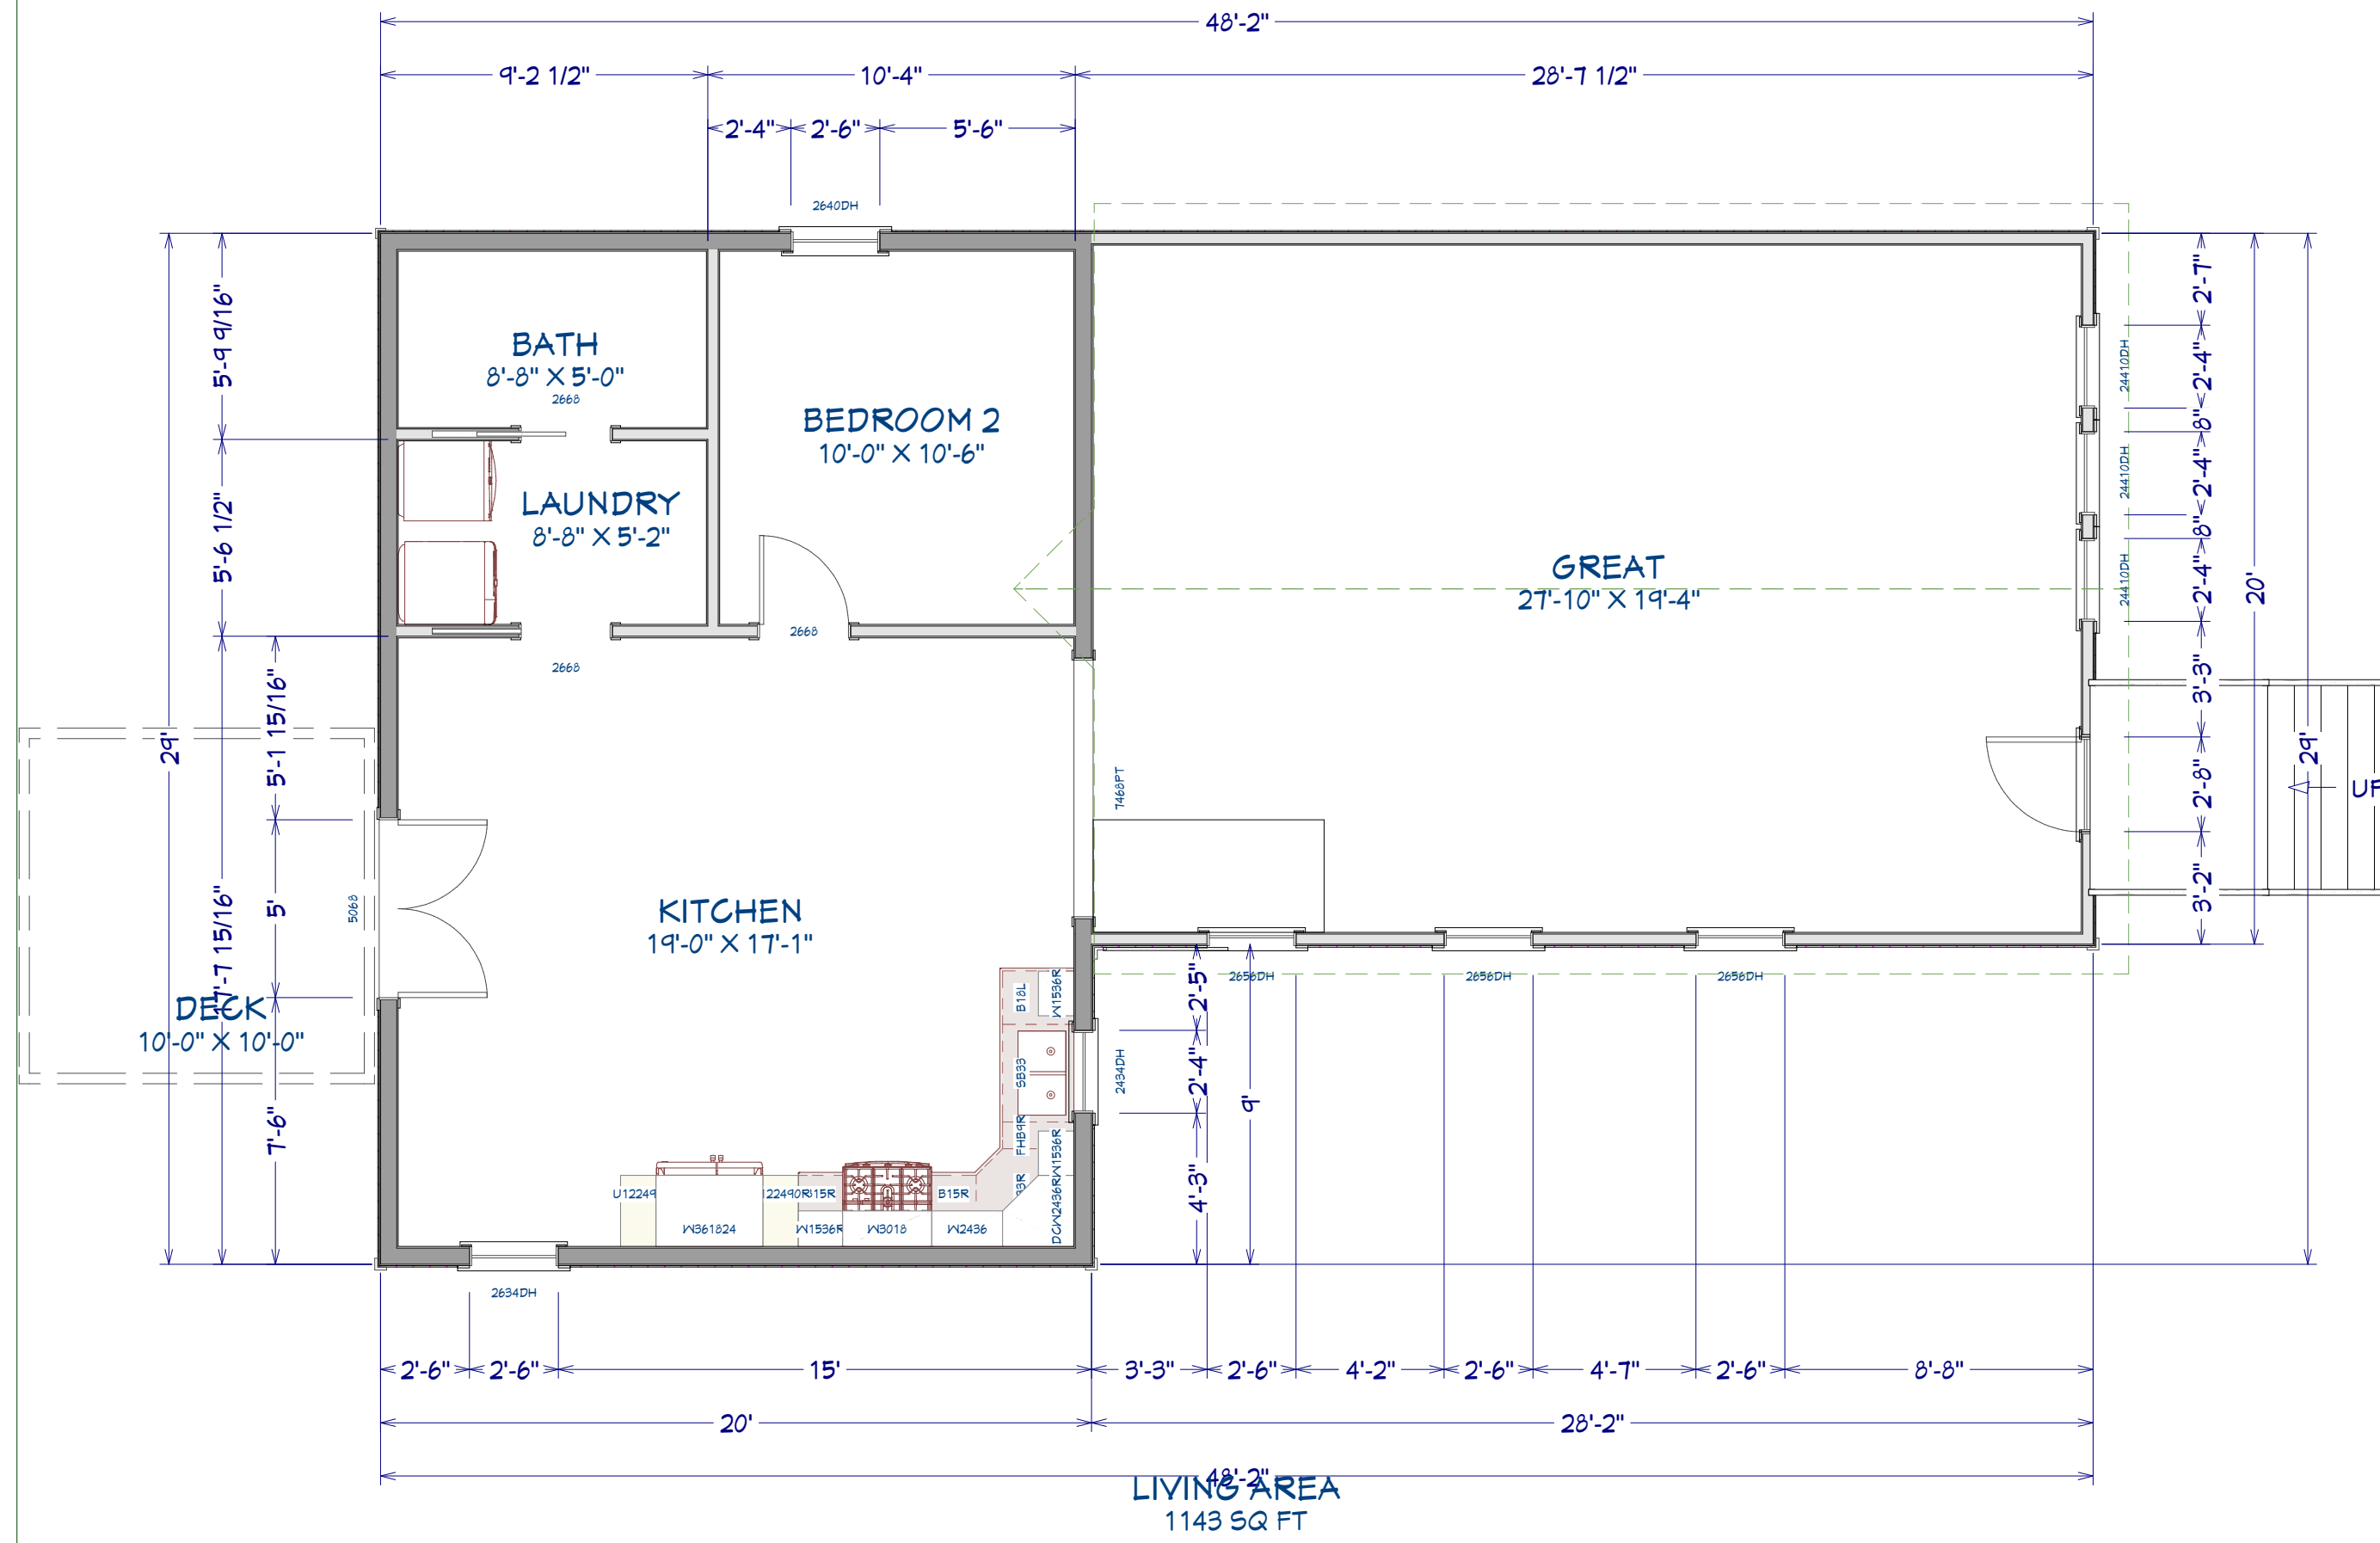 48'-2"
9'-2 1/2"
10'-4"
28'-7 1/2"
2'-4"
2'-6"
5'-6"
2640DH
BATH
8'-8" X 5'-0"
2668
BEDROOM 2
10'-0" X 10'-6"
LAUNDRY
8'-8" X 5'-2"
2668
2668
GREAT
27'-10" X 19'-4"
5'-9 9/16"
5'-6 1/2"
29'
5'-1 15/16"
5'
7'-6"
5068
DECK
10'-0" X 10'-0"
KITCHEN
19'-0" X 17'-1"
7468PT
24410DH
24410DH
24410DH
2'-7"
2'-4"
8"
2'-4"
8"
2'-4"
3'-3"
2'-8"
3'-2"
20'
29'
B18L
W1536R
SB33
FHB9R
W1536R
DCW2436R
2434DH
U12249
B15R
W361824
W1536R
W3018
W2436
2'-5"
2'-4"
4'-3"
9'
2656DH
2656DH
2656DH
2634DH
2'-6"
2'-6"
15'
3'-3"
2'-6"
4'-2"
2'-6"
4'-7"
2'-6"
8'-8"
20'
28'-2"
48'-2"
LIVING AREA
1143 SQ FT